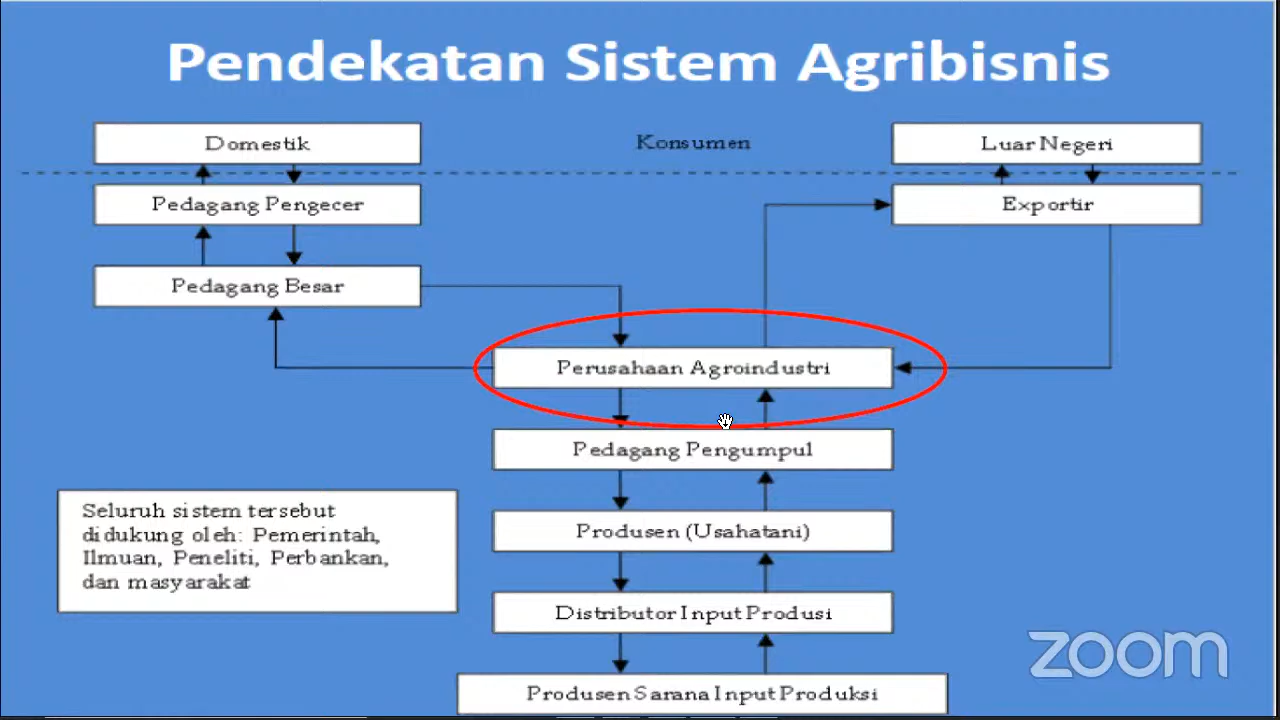 Pendekatan Sistem Agribisnis
Domestik
Konsumen
Luar Negeri
Pedagang Pengecer
Exportir
Pedagang Besar
Perusahaan Agroindustri
Pedagang Pengumpul
Seluruh sistem tersebut
didukung oleh: Pemerintah,
Ilmuan, Peneliti, Perbankan,
dan masyarakat
Produsen (Usahatani)
Distributor Input Produsi
Produsen Sarana Input Produksi
zoom